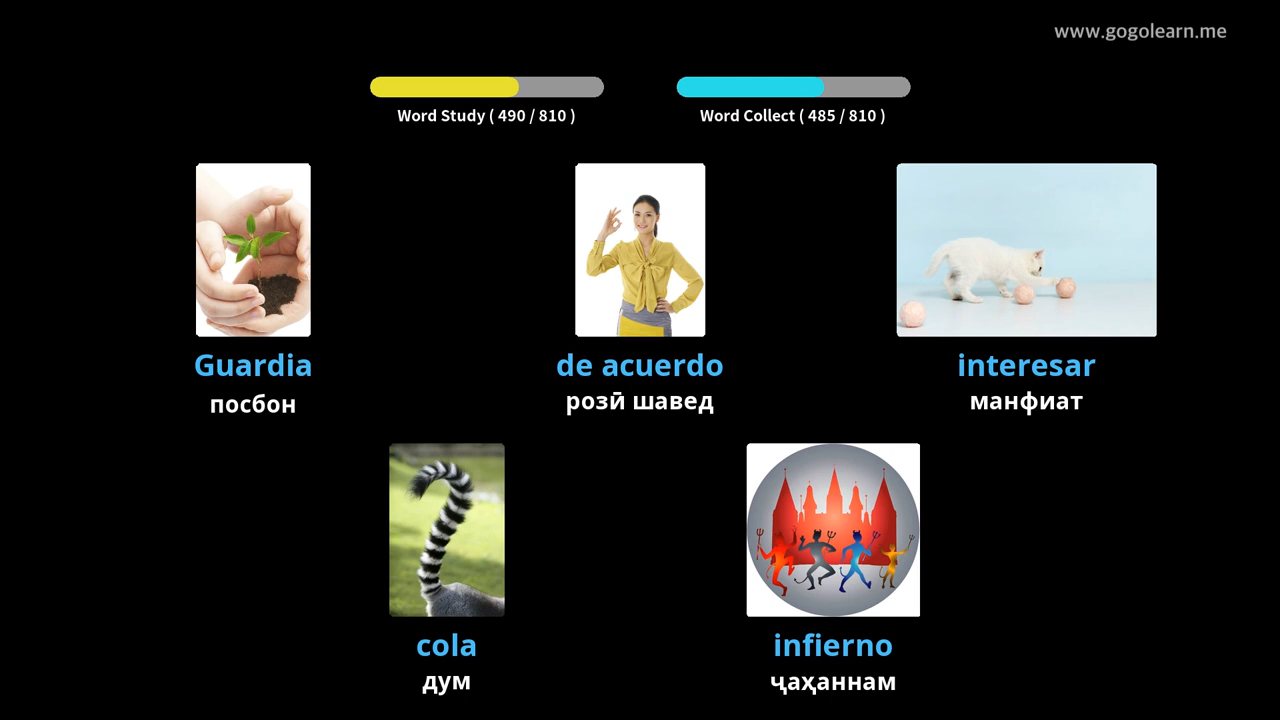 www.gogolearn.me
Word Study ( 490 / 810 )
Word Collect ( 485 / 810 )
Guardia
посбон
de acuerdo
розӣ шавед
interesar
манфиат
cola
дум
infierno
ҷаҳаннам